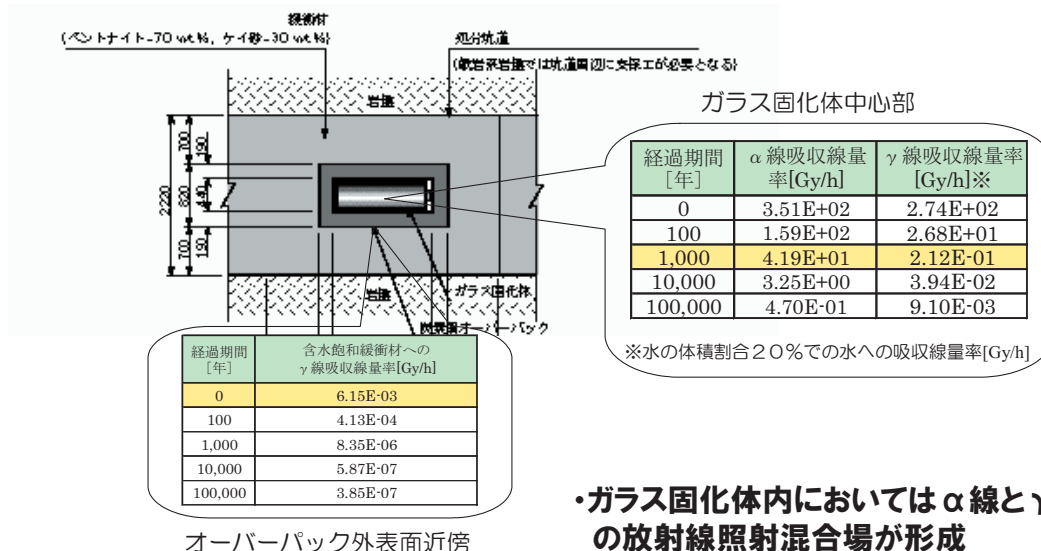 緩衝材
(ベントナイト-70 wt%, ケイ砂-30 wt%)
処分坑道
(軟岩系岩盤では坑道周辺に支保工が必要となる)
岩盤
700
190
2220
820
440
700
190
ガラス固化体
岩盤
炭素鋼オーバーパック
ガラス固化体中心部
経過期間[年] α線吸収線量率[Gy/h] γ線吸収線量率[Gy/h]※
0 3.51E+02 2.74E+02
100 1.59E+02 2.68E+01
1,000 4.19E+01 2.12E-01
10,000 3.25E+00 3.94E-02
100,000 4.70E-01 9.10E-03
※水の体積割合20%での水への吸収線量率[Gy/h]
経過期間[年] 含水飽和緩衝材へのγ線吸収線量率[Gy/h]
0 6.15E-03
100 4.13E-04
1,000 8.35E-06
10,000 5.87E-07
100,000 3.85E-07
オーバーパック外表面近傍
・ガラス固化体内においてはα線とγ
の放射線照射混合場が形成